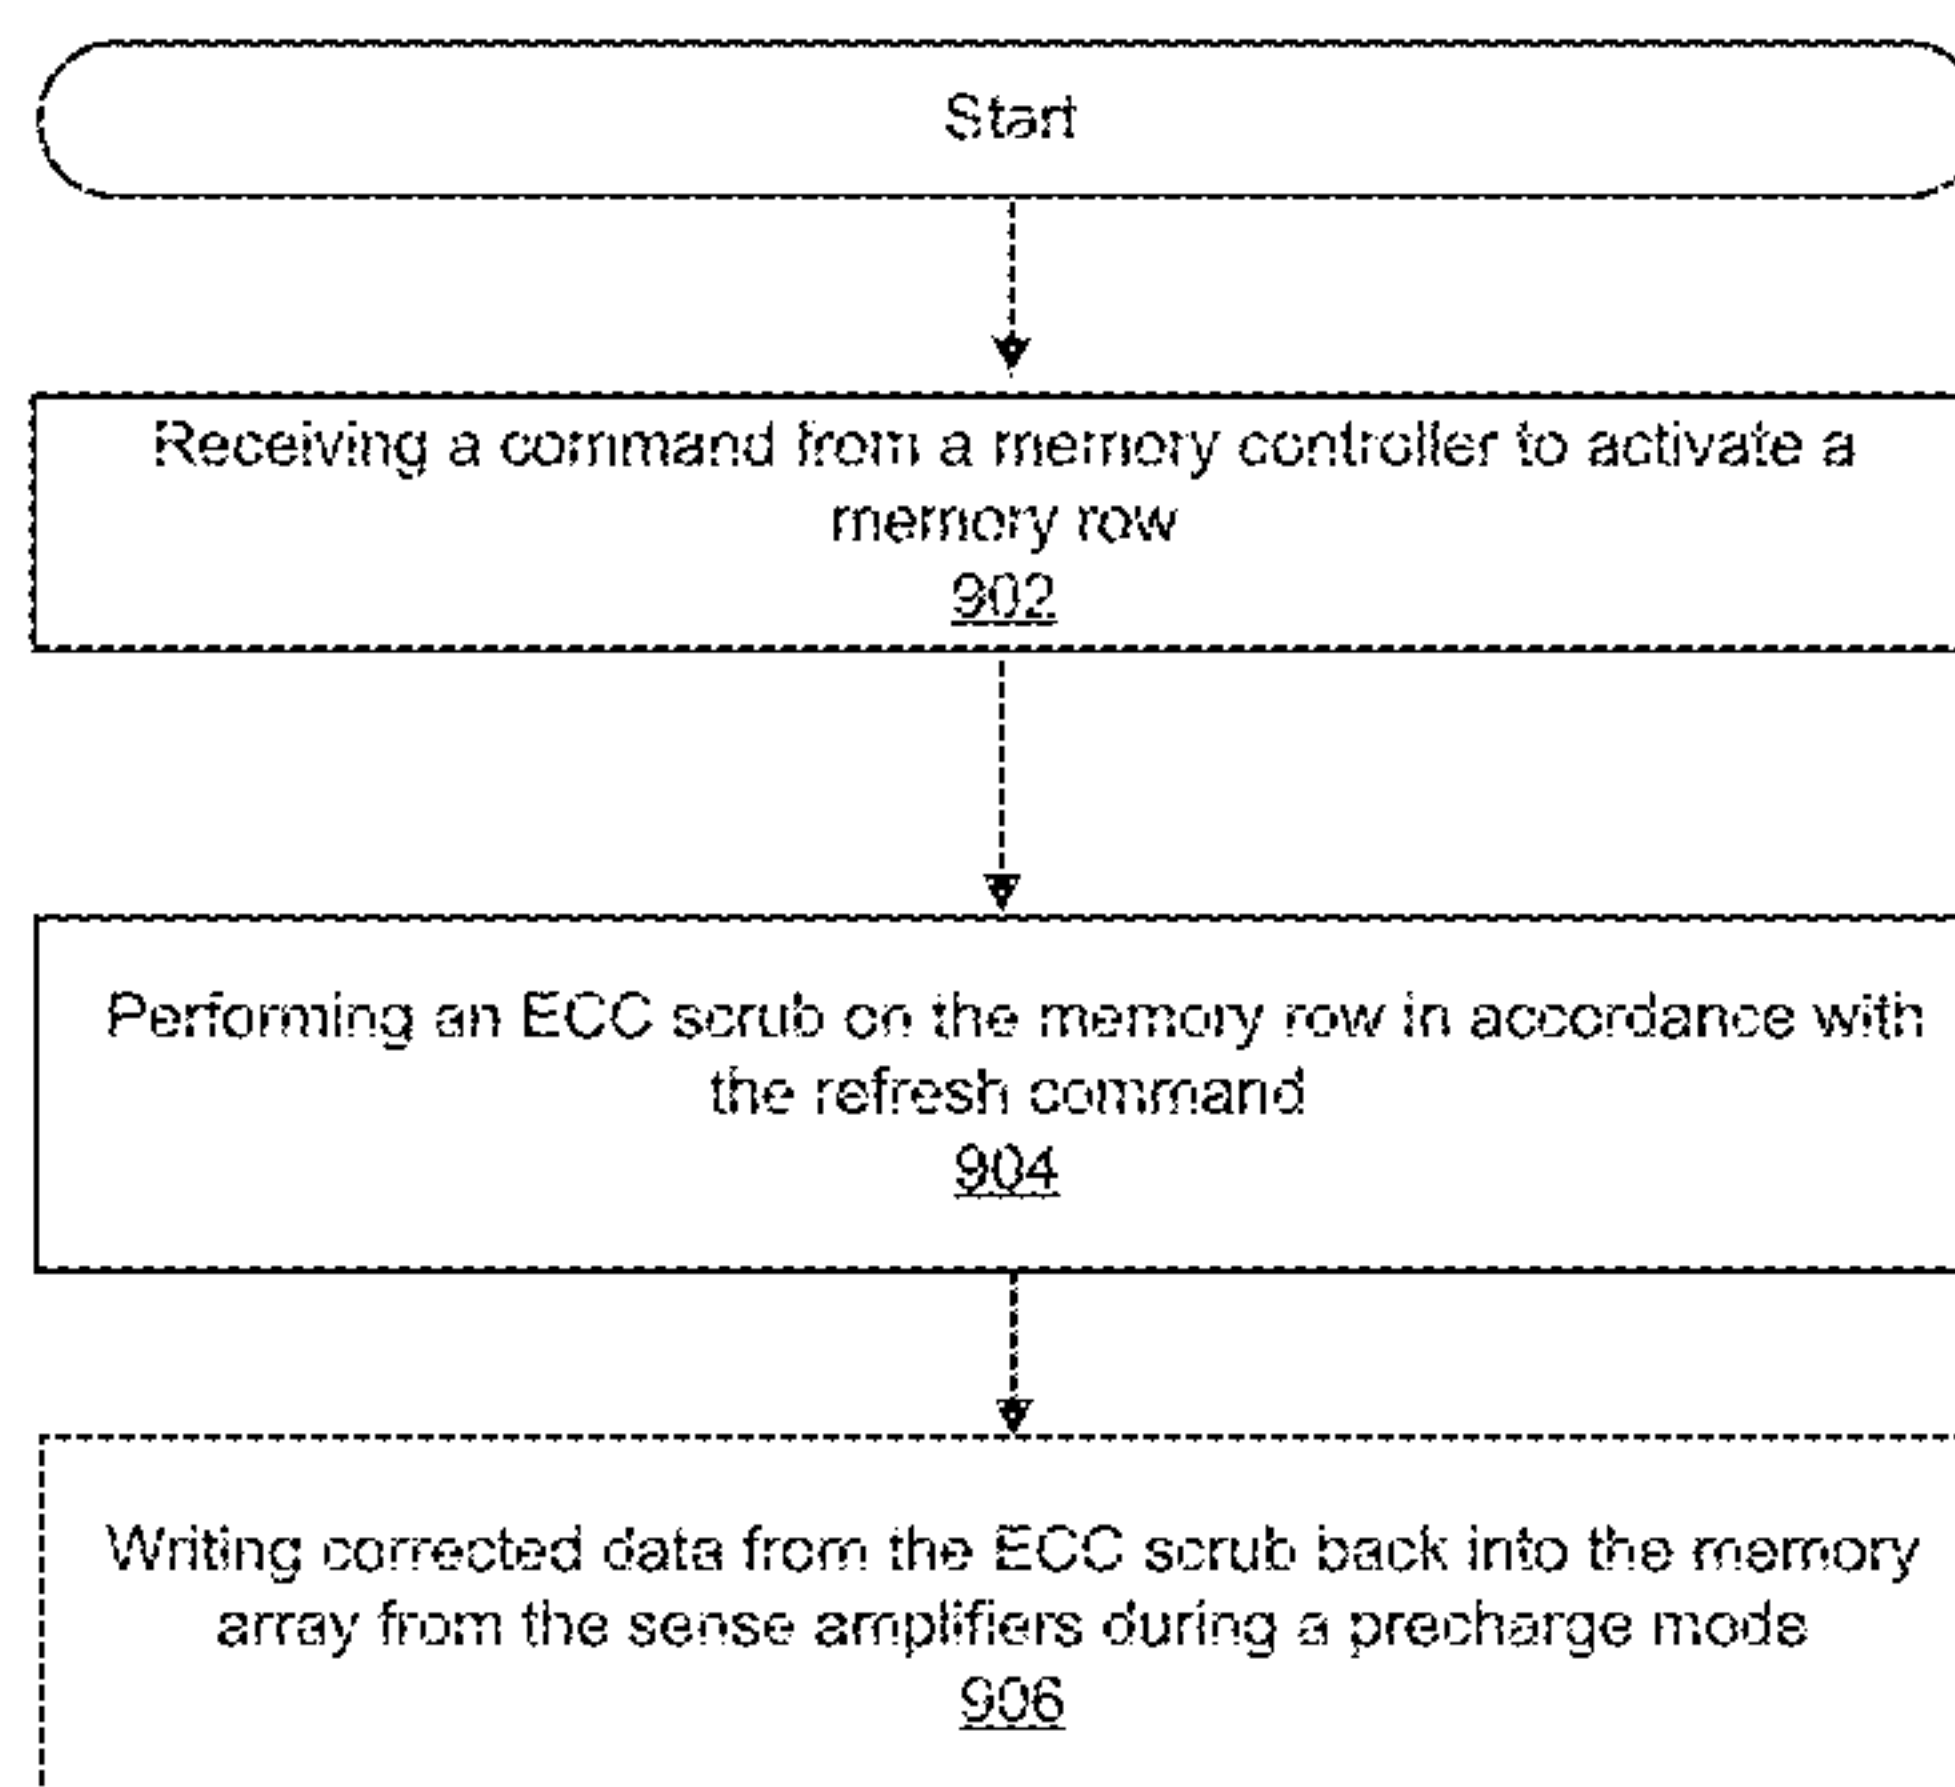 Start
Receiving a command from a memory controller to activate a
memory row
902
Performing an ECC scrub on the memory row in accordance with
the refresh command
904
Writing corrected data from the ECC scrub back into the memory
array from the sense amplifiers during a precharge mode
906